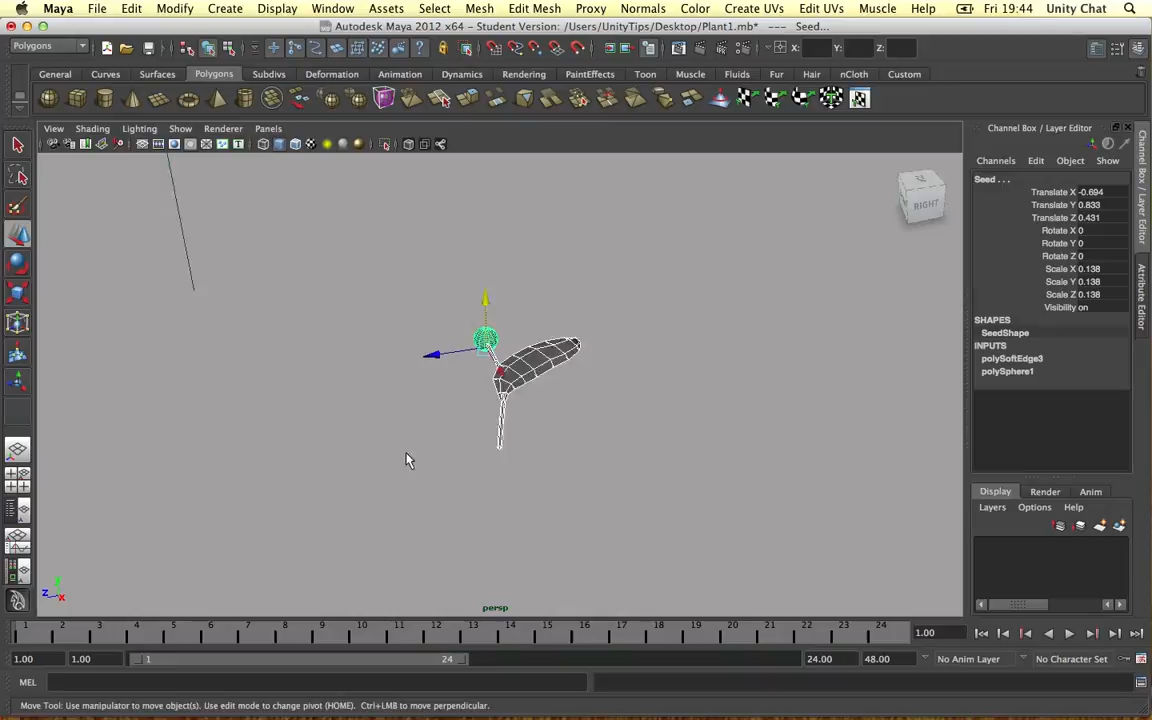 Maya File Edit Modify Create Display Window Assets Select Mesh Edit Mesh Proxy Normals Color Create UVs Edit UVs Muscle Help Fri 19:44 Unity Chat
Autodesk Maya 2012 x64 - Student Version: /Users/UnityTips/Desktop/Plant1.mb* --- Seed...
Polygons X: Y: Z:
General Curves Surfaces Polygons Subdivs Deformation Animation Dynamics Rendering PaintEffects Toon Muscle Fluids Fur Hair nCloth Custom
View Shading Lighting Show Renderer Panels
Channel Box / Layer Editor
Channels Edit Object Show
Seed . . .
Translate X -0.694
Translate Y 0.833
Translate Z 0.431
Rotate X 0
Rotate Y 0
Rotate Z 0
Scale X 0.138
Scale Y 0.138
Scale Z 0.138
Visibility on
SHAPES
SeedShape
INPUTS
polySoftEdge3
polySphere1
Channel Box / Layer Editor
Attribute Editor
RIGHT
Display Render Anim
Layers Options Help
y
z x
persp
1 2 3 4 5 6 7 8 9 10 11 12 13 14 15 16 17 18 19 20 21 22 23 24 1.00
1.00 1.00 1 24 24.00 48.00 No Anim Layer No Character Set
MEL
Move Tool: Use manipulator to move object(s). Use edit mode to change pivot (HOME). Ctrl+LMB to move perpendicular.